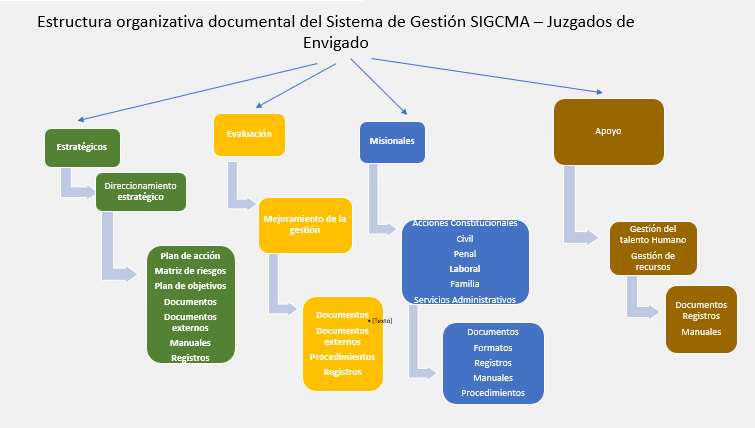 Estructura organizativa documental del Sistema de Gestión SIGCMA – Juzgados de
Envigado
Estratégicos
Direccionamiento
estratégico
Plan de acción
Matriz de riesgos
Plan de objetivos
Documentos
Documentos
externos
Manuales
Registros
Evaluación
Mejoramiento de la
gestión
Documentos
• [Texto]
Documentos
externos
Procedimientos
Registros
Misionales
Acciones Constitucionales
Civil
Penal
Laboral
Familia
Servicios Administrativos
Documentos
Formatos
Registros
Manuales
Procedimientos
Apoyo
Gestión del
talento Humano
Gestión de
recursos
Documentos
Registros
Manuales